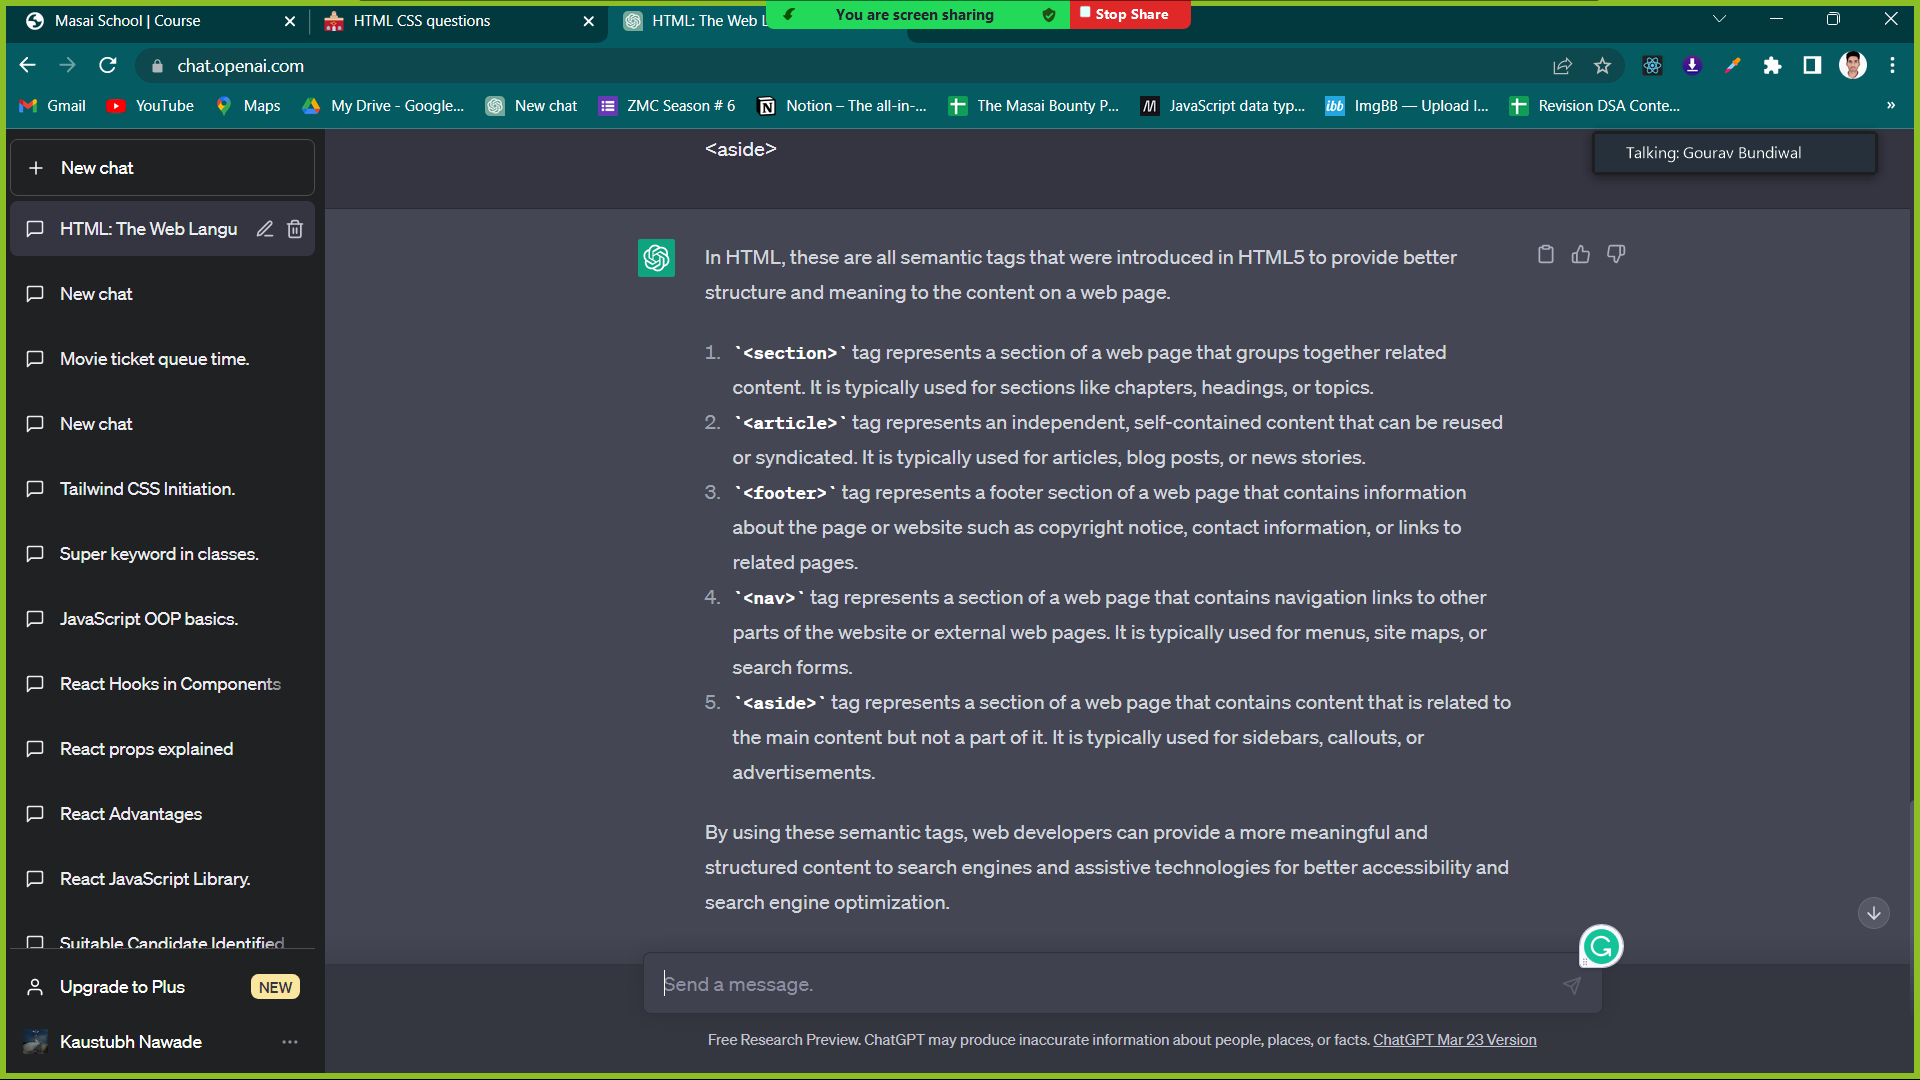 Masai School | Course
HTML CSS questions
HTML: The Web L
You are screen sharing
Stop Share
chat.openai.com
Gmail
YouTube
Maps
My Drive - Google...
New chat
ZMC Season # 6
Notion – The all-in-...
The Masai Bounty P...
JavaScript data typ...
ibb
ImgBB — Upload I...
Revision DSA Conte...
»
Talking: Gourav Bundiwal
New chat
HTML: The Web Langu
New chat
Movie ticket queue time.
New chat
Tailwind CSS Initiation.
Super keyword in classes.
JavaScript OOP basics.
React Hooks in Components
React props explained
React Advantages
React JavaScript Library.
Suitable Candidate Identified
Upgrade to Plus
NEW
Kaustubh Nawade
<aside>
In HTML, these are all semantic tags that were introduced in HTML5 to provide better
structure and meaning to the content on a web page.
1. `<section>` tag represents a section of a web page that groups together related
content. It is typically used for sections like chapters, headings, or topics.
2. `<article>` tag represents an independent, self-contained content that can be reused
or syndicated. It is typically used for articles, blog posts, or news stories.
3. `<footer>` tag represents a footer section of a web page that contains information
about the page or website such as copyright notice, contact information, or links to
related pages.
4. `<nav>` tag represents a section of a web page that contains navigation links to other
parts of the website or external web pages. It is typically used for menus, site maps, or
search forms.
5. `<aside>` tag represents a section of a web page that contains content that is related to
the main content but not a part of it. It is typically used for sidebars, callouts, or
advertisements.
By using these semantic tags, web developers can provide a more meaningful and
structured content to search engines and assistive technologies for better accessibility and
search engine optimization.
Send a message.
Free Research Preview. ChatGPT may produce inaccurate information about people, places, or facts. ChatGPT Mar 23 Version